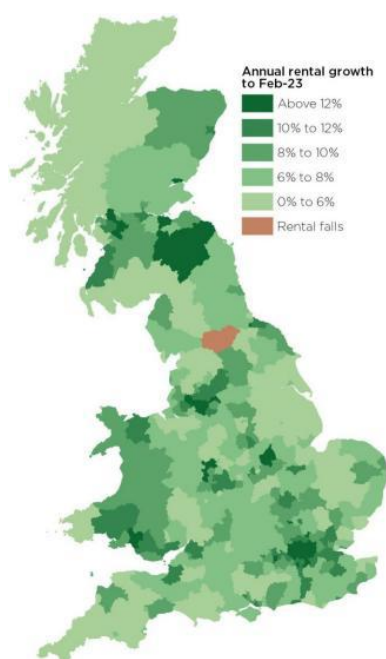 Annual rental growth
to Feb-23
Above 12%
10% to 12%
8% to 10%
6% to 8%
0% to 6%
Rental falls